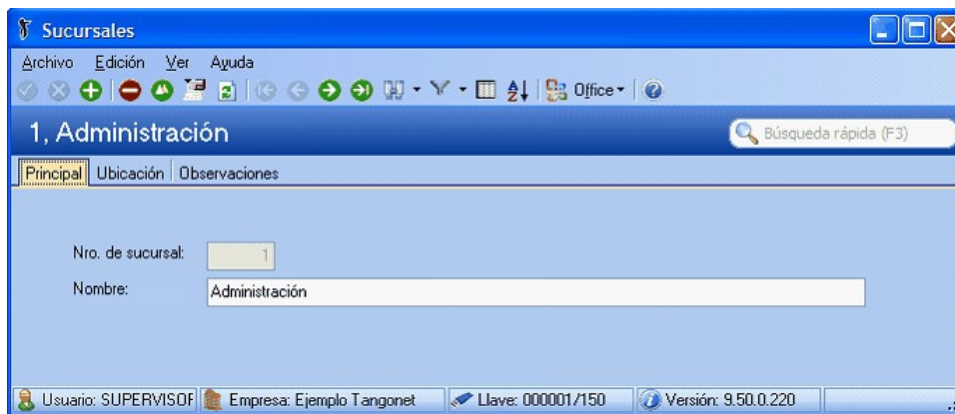 Sucursales
Archivo Edición Ver Ayuda
Office
1, Administración
Búsqueda rápida (F3)
Principal Ubicación Observaciones
Nro. de sucursal: 1
Nombre: Administración
Usuario: SUPERVISOR Empresa: Ejemplo Tangonet Llave: 000001/150 Versión: 9.50.0.220